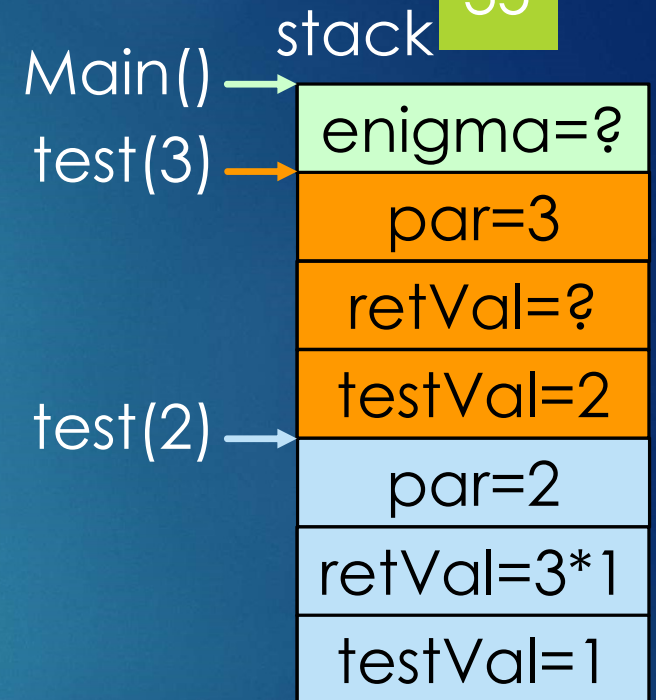 stack
Main()
enigma=?
test(3)
par=3
retVal=?
testVal=2
test(2)
par=2
retVal=3*1
testVal=1